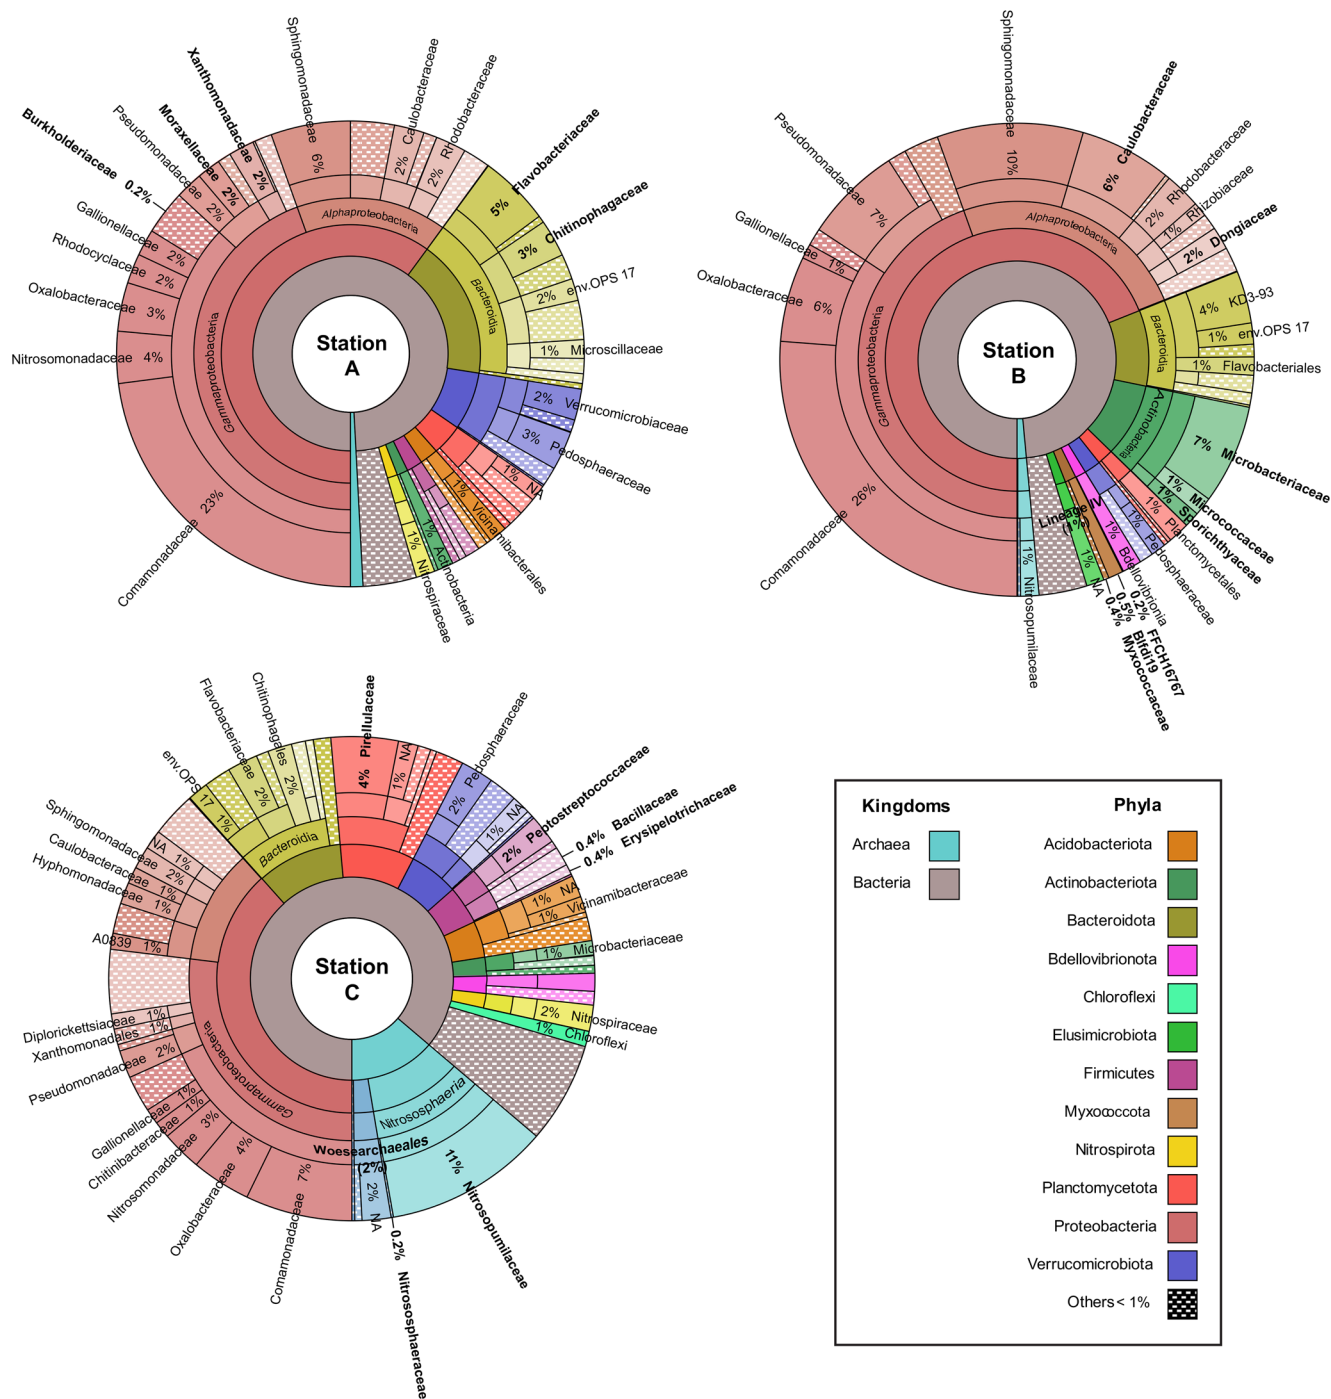 Station
A
Burkholderiaceae 0.2%
Pseudomonadaceae 2%
Moraxellaceae 2%
Xanthomonadaceae 2%
Sphingomonadaceae 6%
Caulobacteraceae 2%
Rhodobacteraceae 2%
Flavobacteriaceae 5%
Chitinophagaceae 3%
env.OPS 17 2%
Microscillaceae 1%
Verrucomicrobiaceae 2%
Pedosphaeraceae 3%
NA 1%
Vicinamibacterales 1%
Actinobacteria 1%
Nitrospiraceae 1%
Comamonadaceae 23%
Nitrosomonadaceae 4%
Oxalobacteraceae 3%
Rhodocyclaceae 2%
Gallionellaceae 2%
Alphaproteobacteria
Gammaproteobacteria
Bacteroidia
Station
B
Sphingomonadaceae 10%
Caulobacteraceae 6%
Rhodobacteraceae 2%
Rhizobiaceae 1%
Dongiaceae 2%
4% KD3-93
1% env.OPS 17
1% Flavobacteriales
7% Microbacteriaceae
1% Micrococcaceae
1% Sporichthyaceae
1% Planctomycetales
1% Pedosphaeraceae
1% Bdellovibrionia
0.2% FFCH16767
0.5% Blfdi19
0.4% Myxococcaceae
1% NA
Lineage IV
(1%)
1% Nitrosopumilaceae
Comamonadaceae 26%
Oxalobacteraceae 6%
Gallionellaceae 1%
Pseudomonadaceae 7%
Alphaproteobacteria
Gammaproteobacteria
Bacteroidia
Actinobacteria
Station
C
env.OPS 17 1%
Flavobacteriaceae 2%
Chitinophagales 2%
4% Pirellulaceae
1% NA
2% Pedosphaeraceae
1% NA
2% Peptostreptococcaceae
0.4% Bacillaceae
0.4% Erysipelotrichaceae
1% NA
1% Vicinamibacteraceae
1% Microbacteriaceae
2% Nitrospiraceae
1% Chloroflexi
11% Nitrosopumilaceae
0.2% Nitrososphaeraceae
2% NA
Woesearchaeales
(2%)
Nitrososphaeria
Comamonadaceae 7%
Oxalobacteraceae 4%
Nitrosomonadaceae 3%
Chitinibacteraceae 1%
Gallionellaceae 1%
Pseudomonadaceae 2%
Xanthomonadales 1%
Diplorickettsiaceae 1%
A0839 1%
Hyphomonadaceae 1%
Caulobacteraceae 1%
Sphingomonadaceae 2%
NA 1%
Gammaproteobacteria
Bacteroidia
Kingdoms
Archaea
Bacteria
Phyla
Acidobacteriota
Actinobacteriota
Bacteroidota
Bdellovibrionota
Chloroflexi
Elusimicrobiota
Firmicutes
Myxococcota
Nitrospirota
Planctomycetota
Proteobacteria
Verrucomicrobiota
Others < 1%